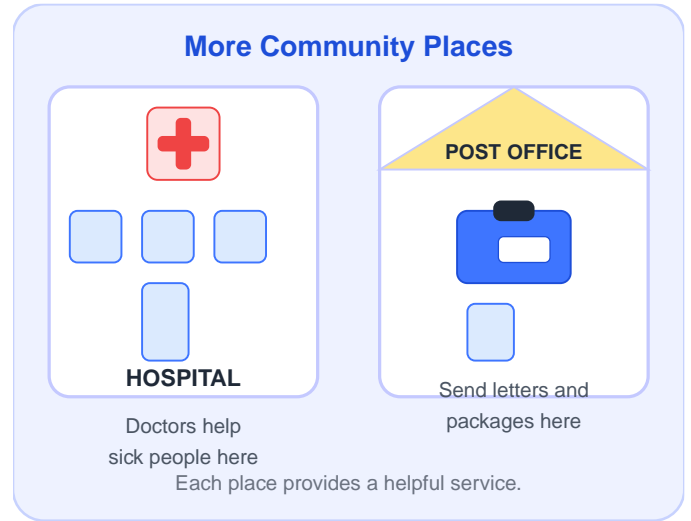 More Community Places
HOSPITAL
Doctors help
sick people here
POST OFFICE
Send letters and
packages here
Each place provides a helpful service.